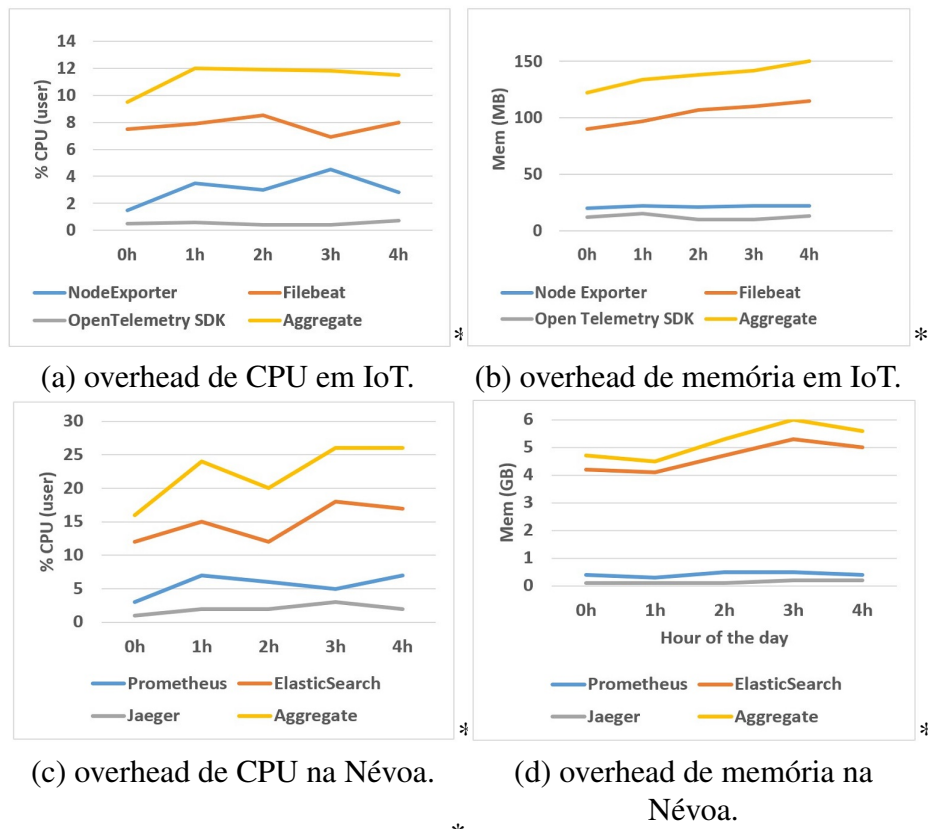 14
12
10
8
6
4
2
0
% CPU (user)
0h 1h 2h 3h 4h
NodeExporter Filebeat
OpenTelemetry SDK Aggregate
*
(a) overhead de CPU em IoT.
150
100
50
0
Mem (MB)
0h 1h 2h 3h 4h
Node Exporter Filebeat
Open Telemetry SDK Aggregate
*
(b) overhead de memória em IoT.
30
25
20
15
10
5
0
% CPU (user)
0h 1h 2h 3h 4h
Prometheus ElasticSearch
Jaeger Aggregate
*
(c) overhead de CPU na Névoa.
6
5
4
3
2
1
0
Mem (GB)
0h 1h 2h 3h 4h
Hour of the day
Prometheus ElasticSearch
Jaeger Aggregate
*
(d) overhead de memória na
Névoa.
*